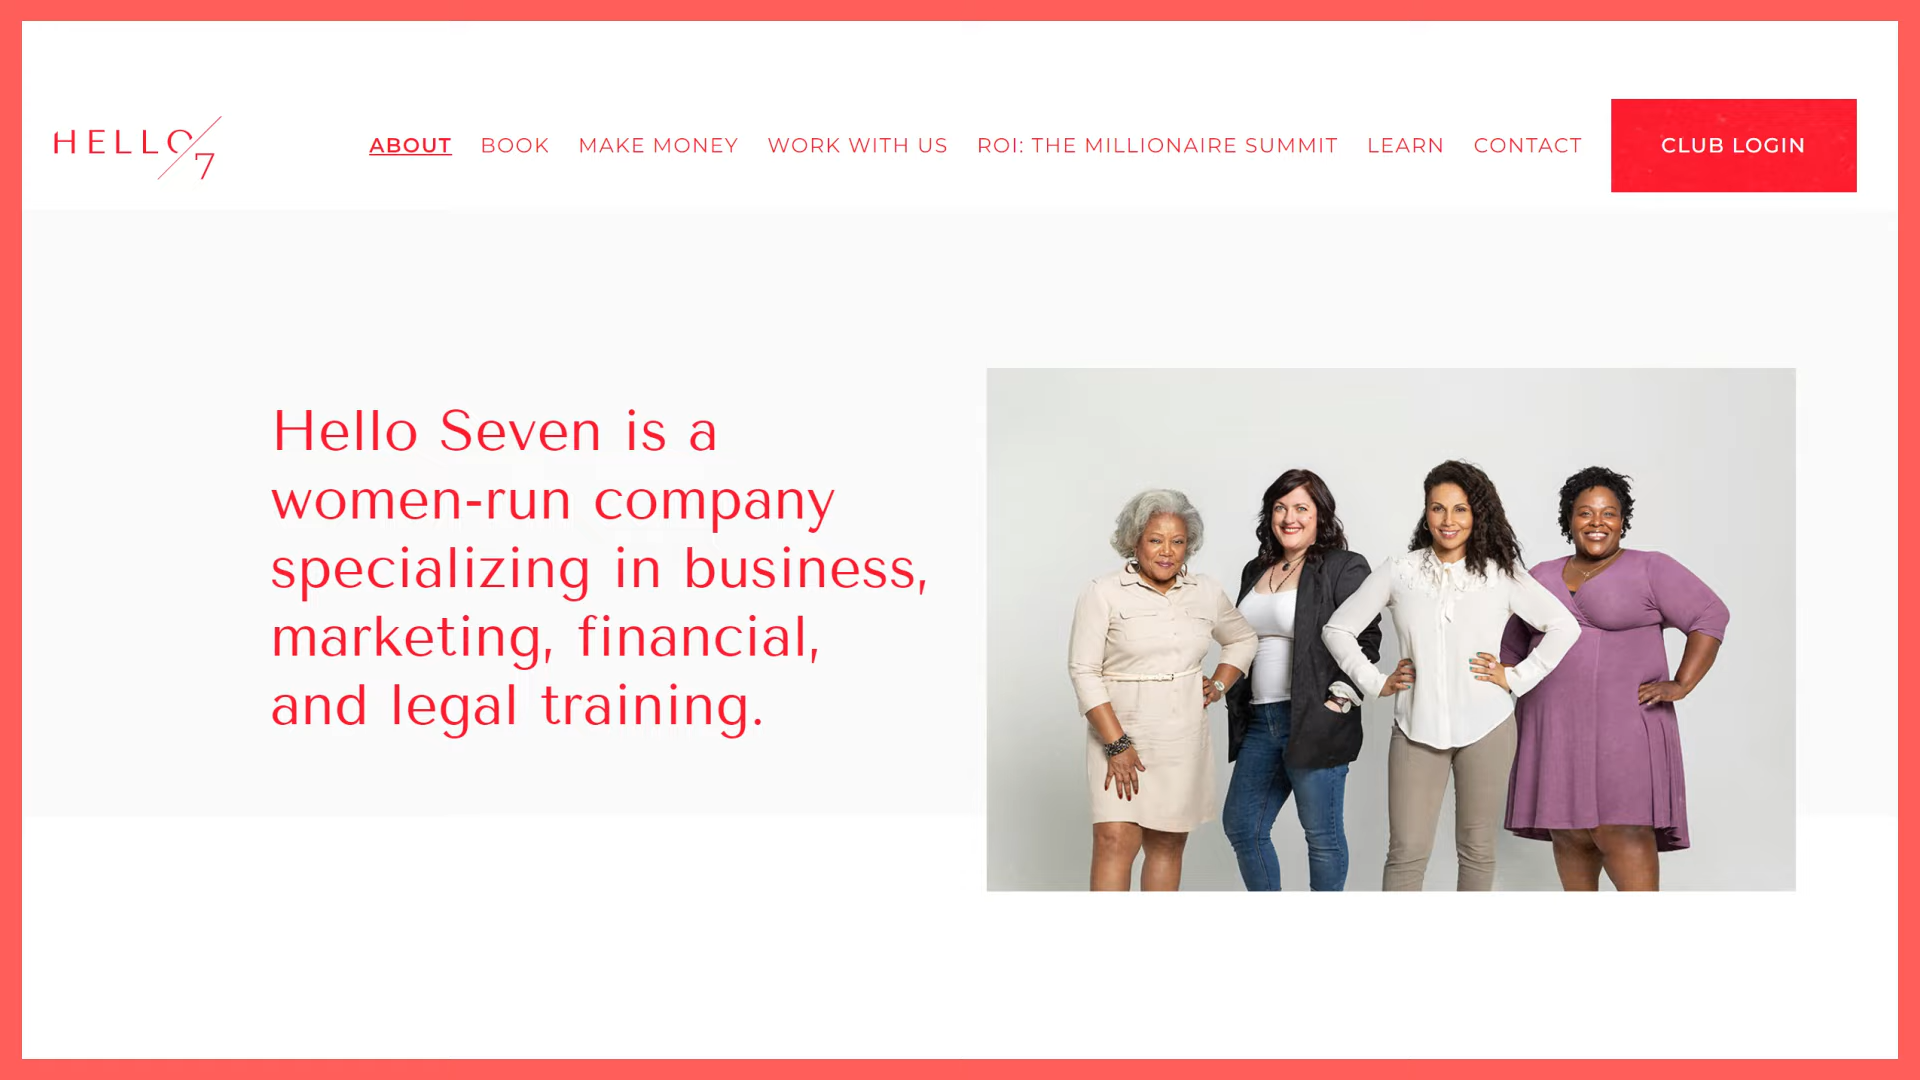 HELLO
7
ABOUT BOOK MAKE MONEY WORK WITH US ROI: THE MILLIONAIRE SUMMIT LEARN CONTACT CLUB LOGIN
Hello Seven is a
women-run company
specializing in business,
marketing, financial,
and legal training.